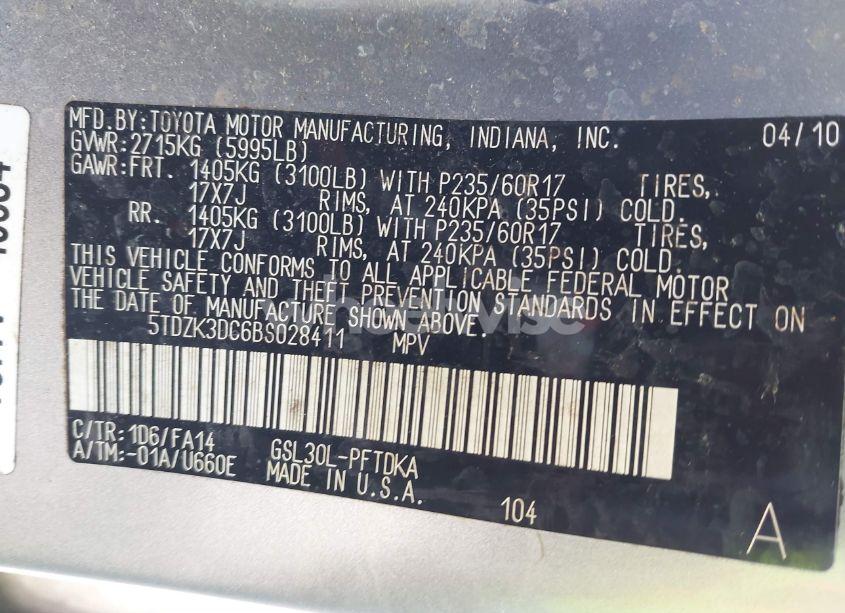 MFD.BY:TOYOTA MOTOR MANUFACTURING, INDIANA, INC. 04/10
GVWR:2715KG (5995LB)
GAWR:FRT. 1405KG (3100LB) WITH P235/60R17 TIRES,
17X7J RIMS, AT 240KPA (35PSI) COLD.
RR. 1405KG (3100LB) WITH P235/60R17 TIRES,
17X7J RIMS, AT 240KPA (35PSI) COLD.
THIS VEHICLE CONFORMS TO ALL APPLICABLE FEDERAL MOTOR
VEHICLE SAFETY AND THEFT PREVENTION STANDARDS IN EFFECT ON
THE DATE OF MANUFACTURE SHOWN ABOVE.
5TDZK3DC6BS028411 MPV
C/TR:1D6/FA14 GSL30L-PFTDKA
A/TM:-01A/U660E MADE IN U.S.A.
104
A